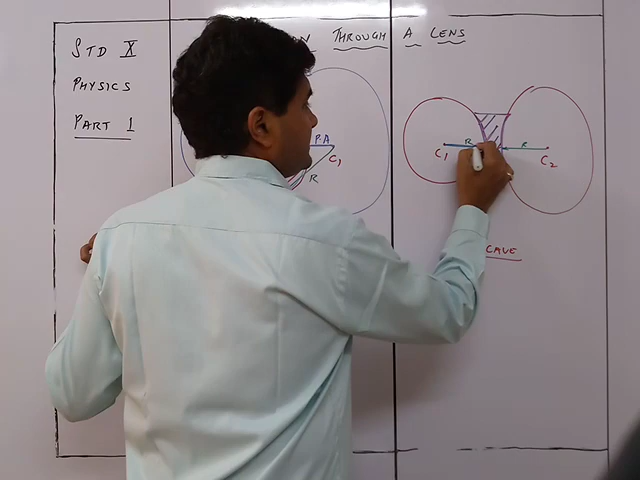 THROUGH A LENS
STD X
PHYSICS
PART 1
P.A
C1
R
C1
R
C2
CAVE